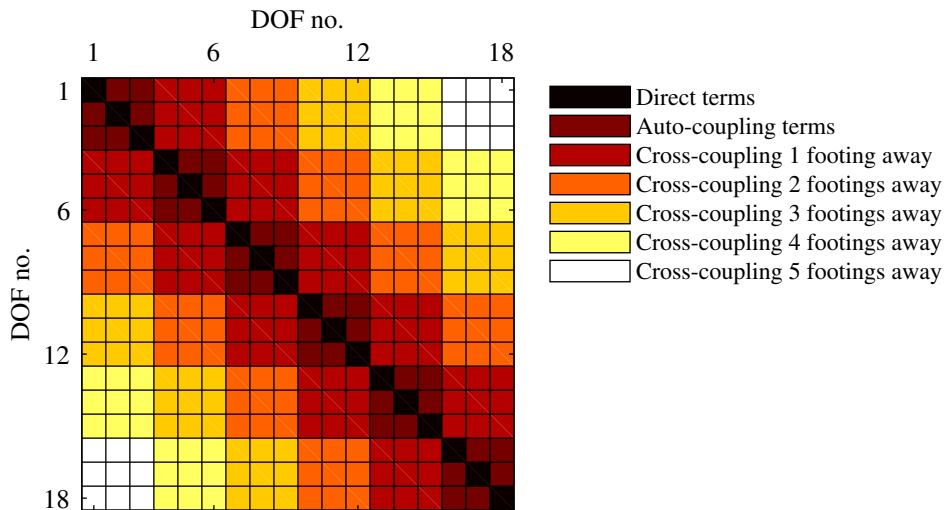 DOF no.
1 6 12 18
1
6
12
18
DOF no.
Direct terms
Auto-coupling terms
Cross-coupling 1 footing away
Cross-coupling 2 footings away
Cross-coupling 3 footings away
Cross-coupling 4 footings away
Cross-coupling 5 footings away